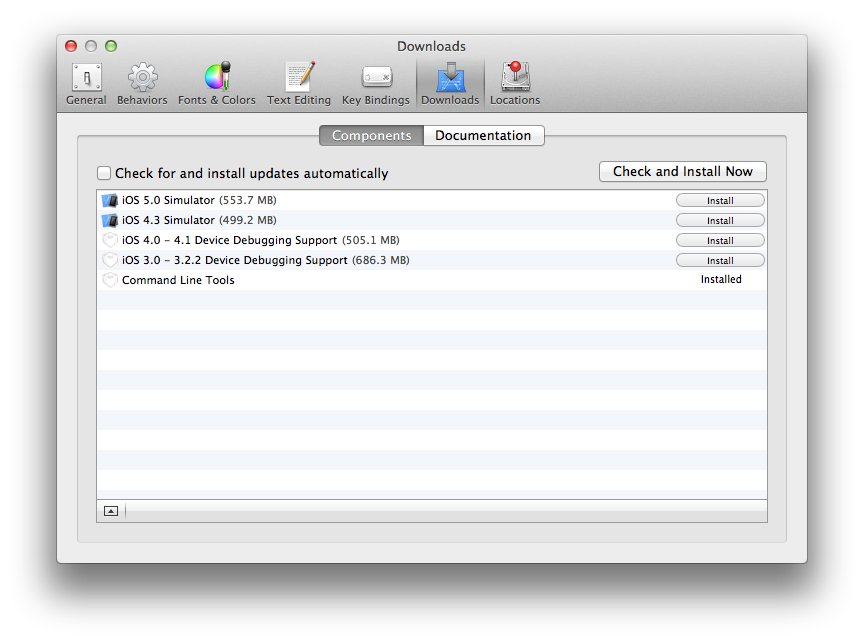 Downloads
General Behaviors Fonts & Colors Text Editing Key Bindings Downloads Locations
Components Documentation
Check for and install updates automatically Check and Install Now
iOS 5.0 Simulator (553.7 MB) Install
iOS 4.3 Simulator (499.2 MB) Install
iOS 4.0 – 4.1 Device Debugging Support (505.1 MB) Install
iOS 3.0 – 3.2.2 Device Debugging Support (686.3 MB) Install
Command Line Tools Installed